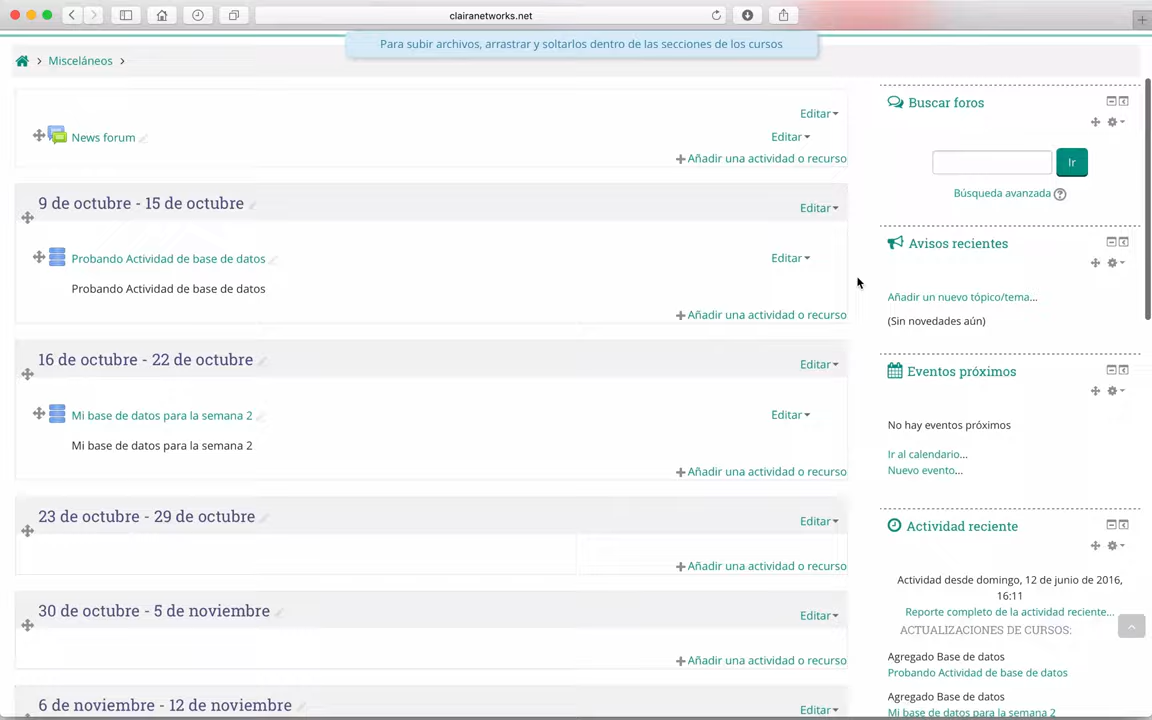 clairanetworks.net
Para subir archivos, arrastrar y soltarlos dentro de las secciones de los cursos
Misceláneos
Editar
News forum
Editar
Añadir una actividad o recurso
9 de octubre - 15 de octubre
Editar
Probando Actividad de base de datos
Editar
Probando Actividad de base de datos
Añadir una actividad o recurso
16 de octubre - 22 de octubre
Editar
Mi base de datos para la semana 2
Editar
Mi base de datos para la semana 2
Añadir una actividad o recurso
23 de octubre - 29 de octubre
Editar
Añadir una actividad o recurso
30 de octubre - 5 de noviembre
Editar
Añadir una actividad o recurso
6 de noviembre - 12 de noviembre
Editar
Buscar foros
Ir
Búsqueda avanzada
Avisos recientes
Añadir un nuevo tópico/tema...
(Sin novedades aún)
Eventos próximos
No hay eventos próximos
Ir al calendario...
Nuevo evento...
Actividad reciente
Actividad desde domingo, 12 de junio de 2016,
16:11
Reporte completo de la actividad reciente...
ACTUALIZACIONES DE CURSOS:
Agregado Base de datos
Probando Actividad de base de datos
Agregado Base de datos
Mi base de datos para la semana 2